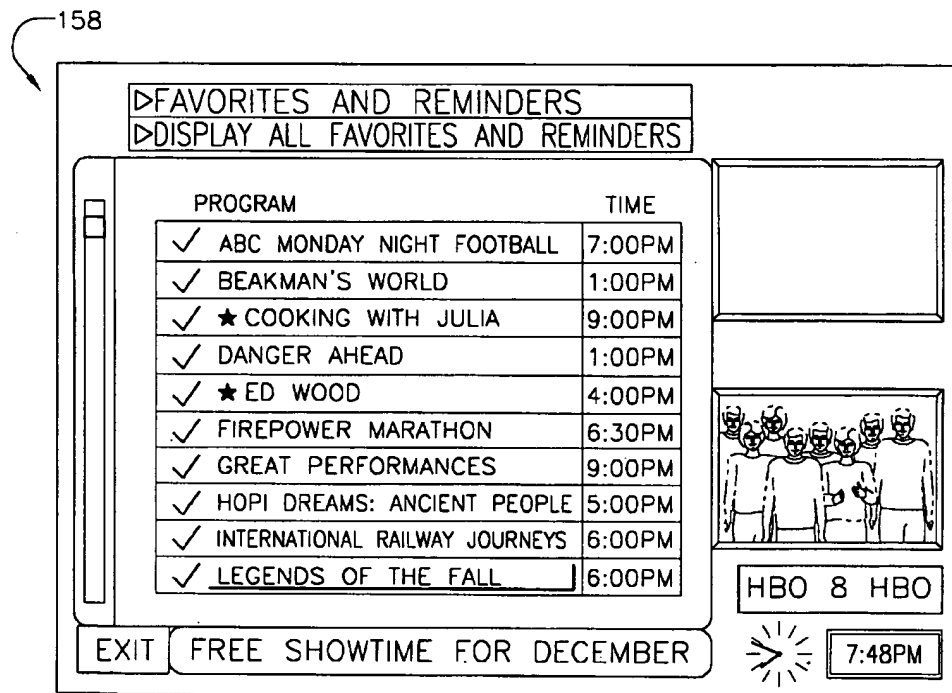 158
▷FAVORITES AND REMINDERS
▷DISPLAY ALL FAVORITES AND REMINDERS
PROGRAM TIME
✓ ABC MONDAY NIGHT FOOTBALL 7:00PM
✓ BEAKMAN'S WORLD 1:00PM
✓ ★ COOKING WITH JULIA 9:00PM
✓ DANGER AHEAD 1:00PM
✓ ★ ED WOOD 4:00PM
✓ FIREPOWER MARATHON 6:30PM
✓ GREAT PERFORMANCES 9:00PM
✓ HOPI DREAMS: ANCIENT PEOPLE 5:00PM
✓ INTERNATIONAL RAILWAY JOURNEYS 6:00PM
✓ LEGENDS OF THE FALL 6:00PM
HBO 8 HBO
EXIT FREE SHOWTIME FOR DECEMBER 7:48PM